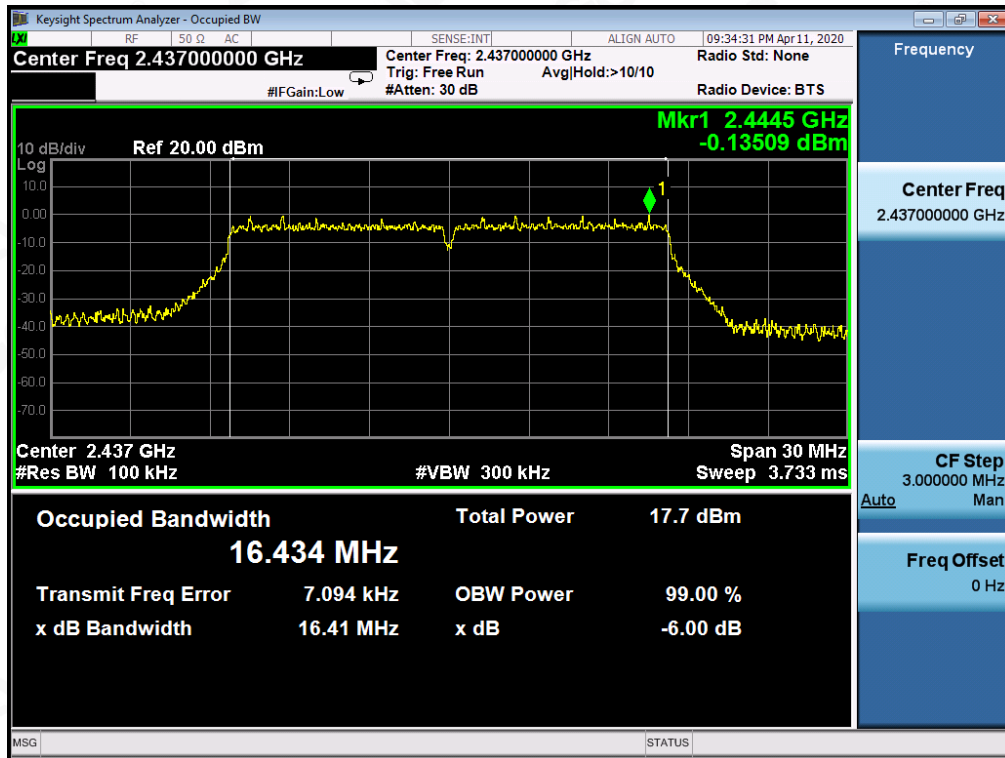 Keysight Spectrum Analyzer - Occupied BW
LXI RF 50 Ω AC SENSE:INT ALIGN AUTO 09:34:31 PM Apr 11, 2020
Center Freq 2.437000000 GHz
Center Freq: 2.437000000 GHz
Radio Std: None
Trig: Free Run Avg|Hold:>10/10
#IFGain:Low
#Atten: 30 dB
Radio Device: BTS
Mkr1 2.4445 GHz
-0.13509 dBm
10 dB/div Ref 20.00 dBm
Log
10.0
0.00
-10.0
-20.0
-30.0
-40.0
-50.0
-60.0
-70.0
1
Center 2.437 GHz Span 30 MHz
#Res BW 100 kHz #VBW 300 kHz Sweep 3.733 ms
Occupied Bandwidth Total Power 17.7 dBm
16.434 MHz
Transmit Freq Error 7.094 kHz OBW Power 99.00 %
x dB Bandwidth 16.41 MHz x dB -6.00 dB
MSG STATUS
Frequency
Center Freq
2.437000000 GHz
CF Step
3.000000 MHz
Auto Man
Freq Offset
0 Hz